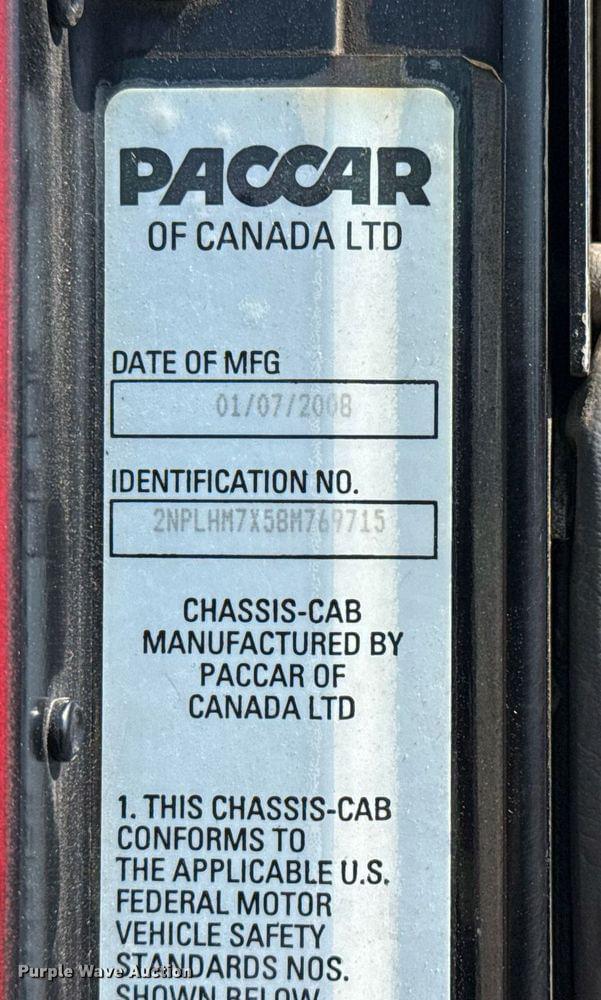 PACCAR
OF CANADA LTD
DATE OF MFG
01/07/2008
IDENTIFICATION NO.
2NPLHM7X58M769715
CHASSIS-CAB
MANUFACTURED BY
PACCAR OF
CANADA LTD
1. THIS CHASSIS-CAB
CONFORMS TO
THE APPLICABLE U.S.
FEDERAL MOTOR
VEHICLE SAFETY
STANDARDS NOS.
SHOWN BELOW
Purple Wave Auction